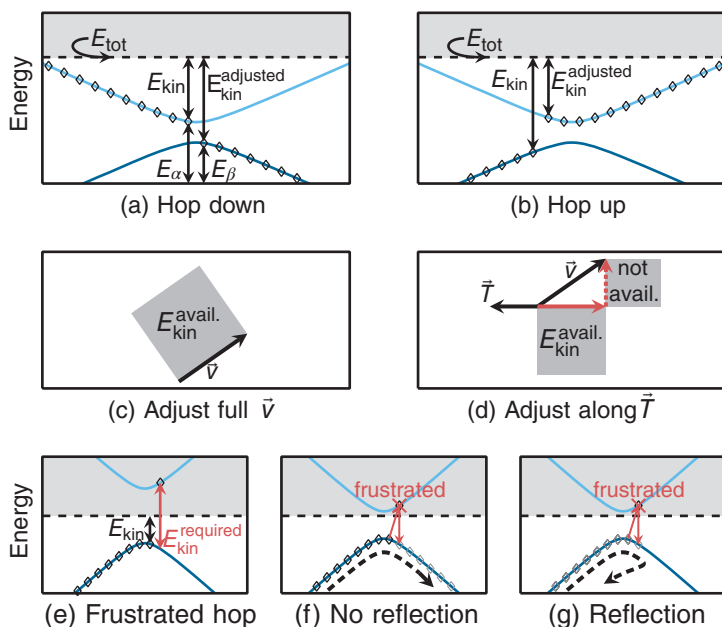 Energy
E_tot
E_kin
E_kin^adjusted
E_α
E_β
(a) Hop down
E_tot
E_kin
E_kin^adjusted
(b) Hop up
E_kin^avail.
v⃗
(c) Adjust full v⃗
T⃗
v⃗
not
avail.
E_kin^avail.
(d) Adjust along T⃗
Energy
E_kin
E_kin^required
(e) Frustrated hop
frustrated
(f) No reflection
frustrated
(g) Reflection